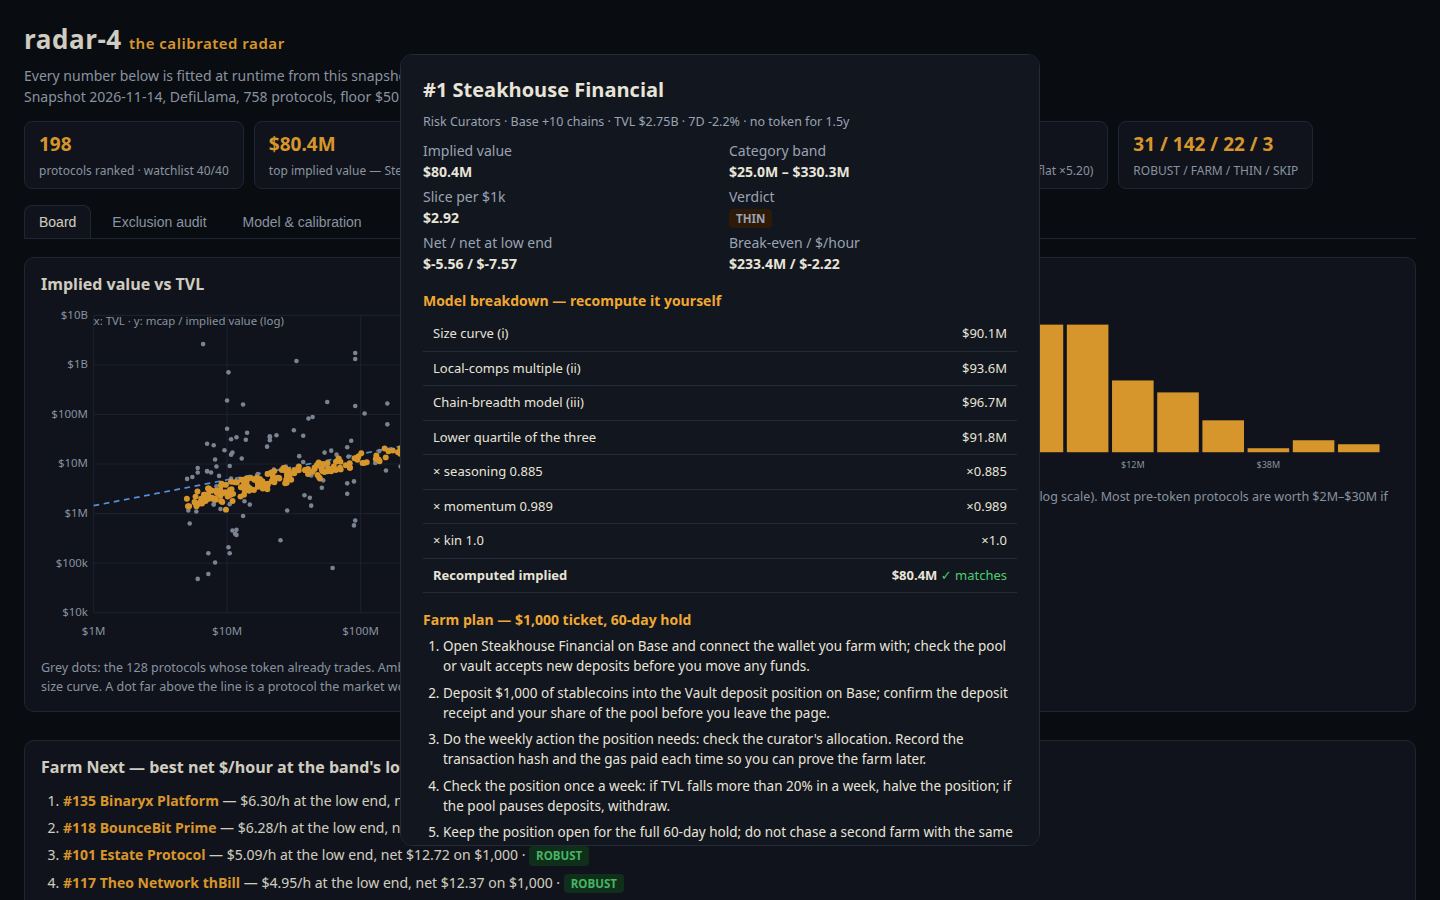 radar-4 the calibrated radar
Every number below is fitted at runtime from this snapsh
Snapshot 2026-11-14, DefiLlama, 758 protocols, floor $50
198
protocols ranked · watchlist 40/40
$80.4M
top implied value — Ste
flat ×5.20)
31 / 142 / 22 / 3
ROBUST / FARM / THIN / SKIP
Board
Exclusion audit
Model & calibration
Implied value vs TVL
x: TVL · y: mcap / implied value (log)
$10B
$1B
$100M
$10M
$1M
$100k
$10k
$1M
$10M
$100M
Grey dots: the 128 protocols whose token already trades. Amb
size curve. A dot far above the line is a protocol the market wo
$12M
$38M
log scale). Most pre-token protocols are worth $2M–$30M if
Farm Next — best net $/hour at the band's lo
1. #135 Binaryx Platform — $6.30/h at the low end, n
2. #118 BounceBit Prime — $6.28/h at the low end, n
3. #101 Estate Protocol — $5.09/h at the low end, net $12.72 on $1,000 · ROBUST
4. #117 Theo Network thBill — $4.95/h at the low end, net $12.37 on $1,000 · ROBUST
#1 Steakhouse Financial
Risk Curators · Base +10 chains · TVL $2.75B · 7D -2.2% · no token for 1.5y
Implied value
$80.4M
Category band
$25.0M – $330.3M
Slice per $1k
$2.92
Verdict
THIN
Net / net at low end
$-5.56 / $-7.57
Break-even / $/hour
$233.4M / $-2.22
Model breakdown — recompute it yourself
Size curve (i) $90.1M
Local-comps multiple (ii) $93.6M
Chain-breadth model (iii) $96.7M
Lower quartile of the three $91.8M
× seasoning 0.885 ×0.885
× momentum 0.989 ×0.989
× kin 1.0 ×1.0
Recomputed implied $80.4M ✓ matches
Farm plan — $1,000 ticket, 60-day hold
1. Open Steakhouse Financial on Base and connect the wallet you farm with; check the pool
or vault accepts new deposits before you move any funds.
2. Deposit $1,000 of stablecoins into the Vault deposit position on Base; confirm the deposit
receipt and your share of the pool before you leave the page.
3. Do the weekly action the position needs: check the curator's allocation. Record the
transaction hash and the gas paid each time so you can prove the farm later.
4. Check the position once a week: if TVL falls more than 20% in a week, halve the position; if
the pool pauses deposits, withdraw.
5. Keep the position open for the full 60-day hold; do not chase a second farm with the same